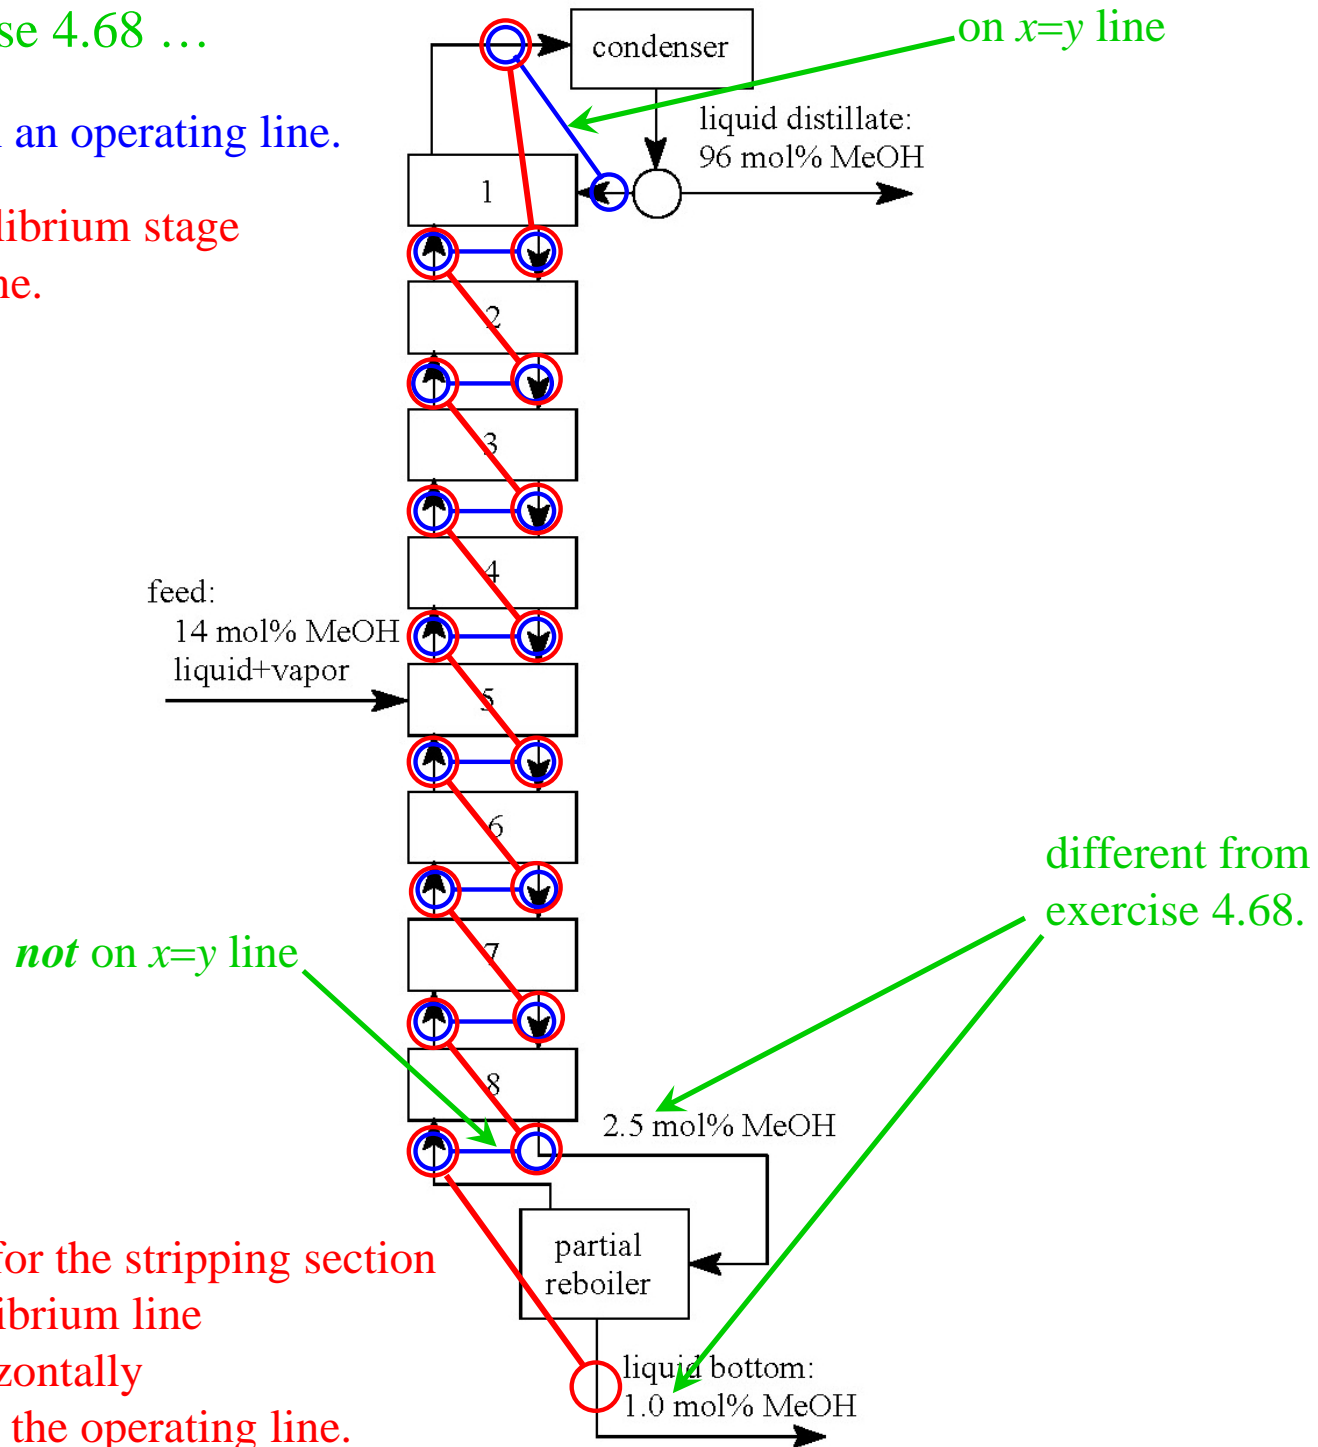 se 4.68 …
condenser
on x=y line
an operating line.
liquid distillate:
96 mol% MeOH
1
librium stage
ne.
2
3
4
feed:
14 mol% MeOH
liquid+vapor
5
6
different from
exercise 4.68.
not on x=y line
7
8
2.5 mol% MeOH
partial
reboiler
for the stripping section
ibrium line
zontally
the operating line.
liquid bottom:
1.0 mol% MeOH